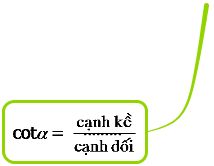 cotα = cạnh kề / cạnh đối